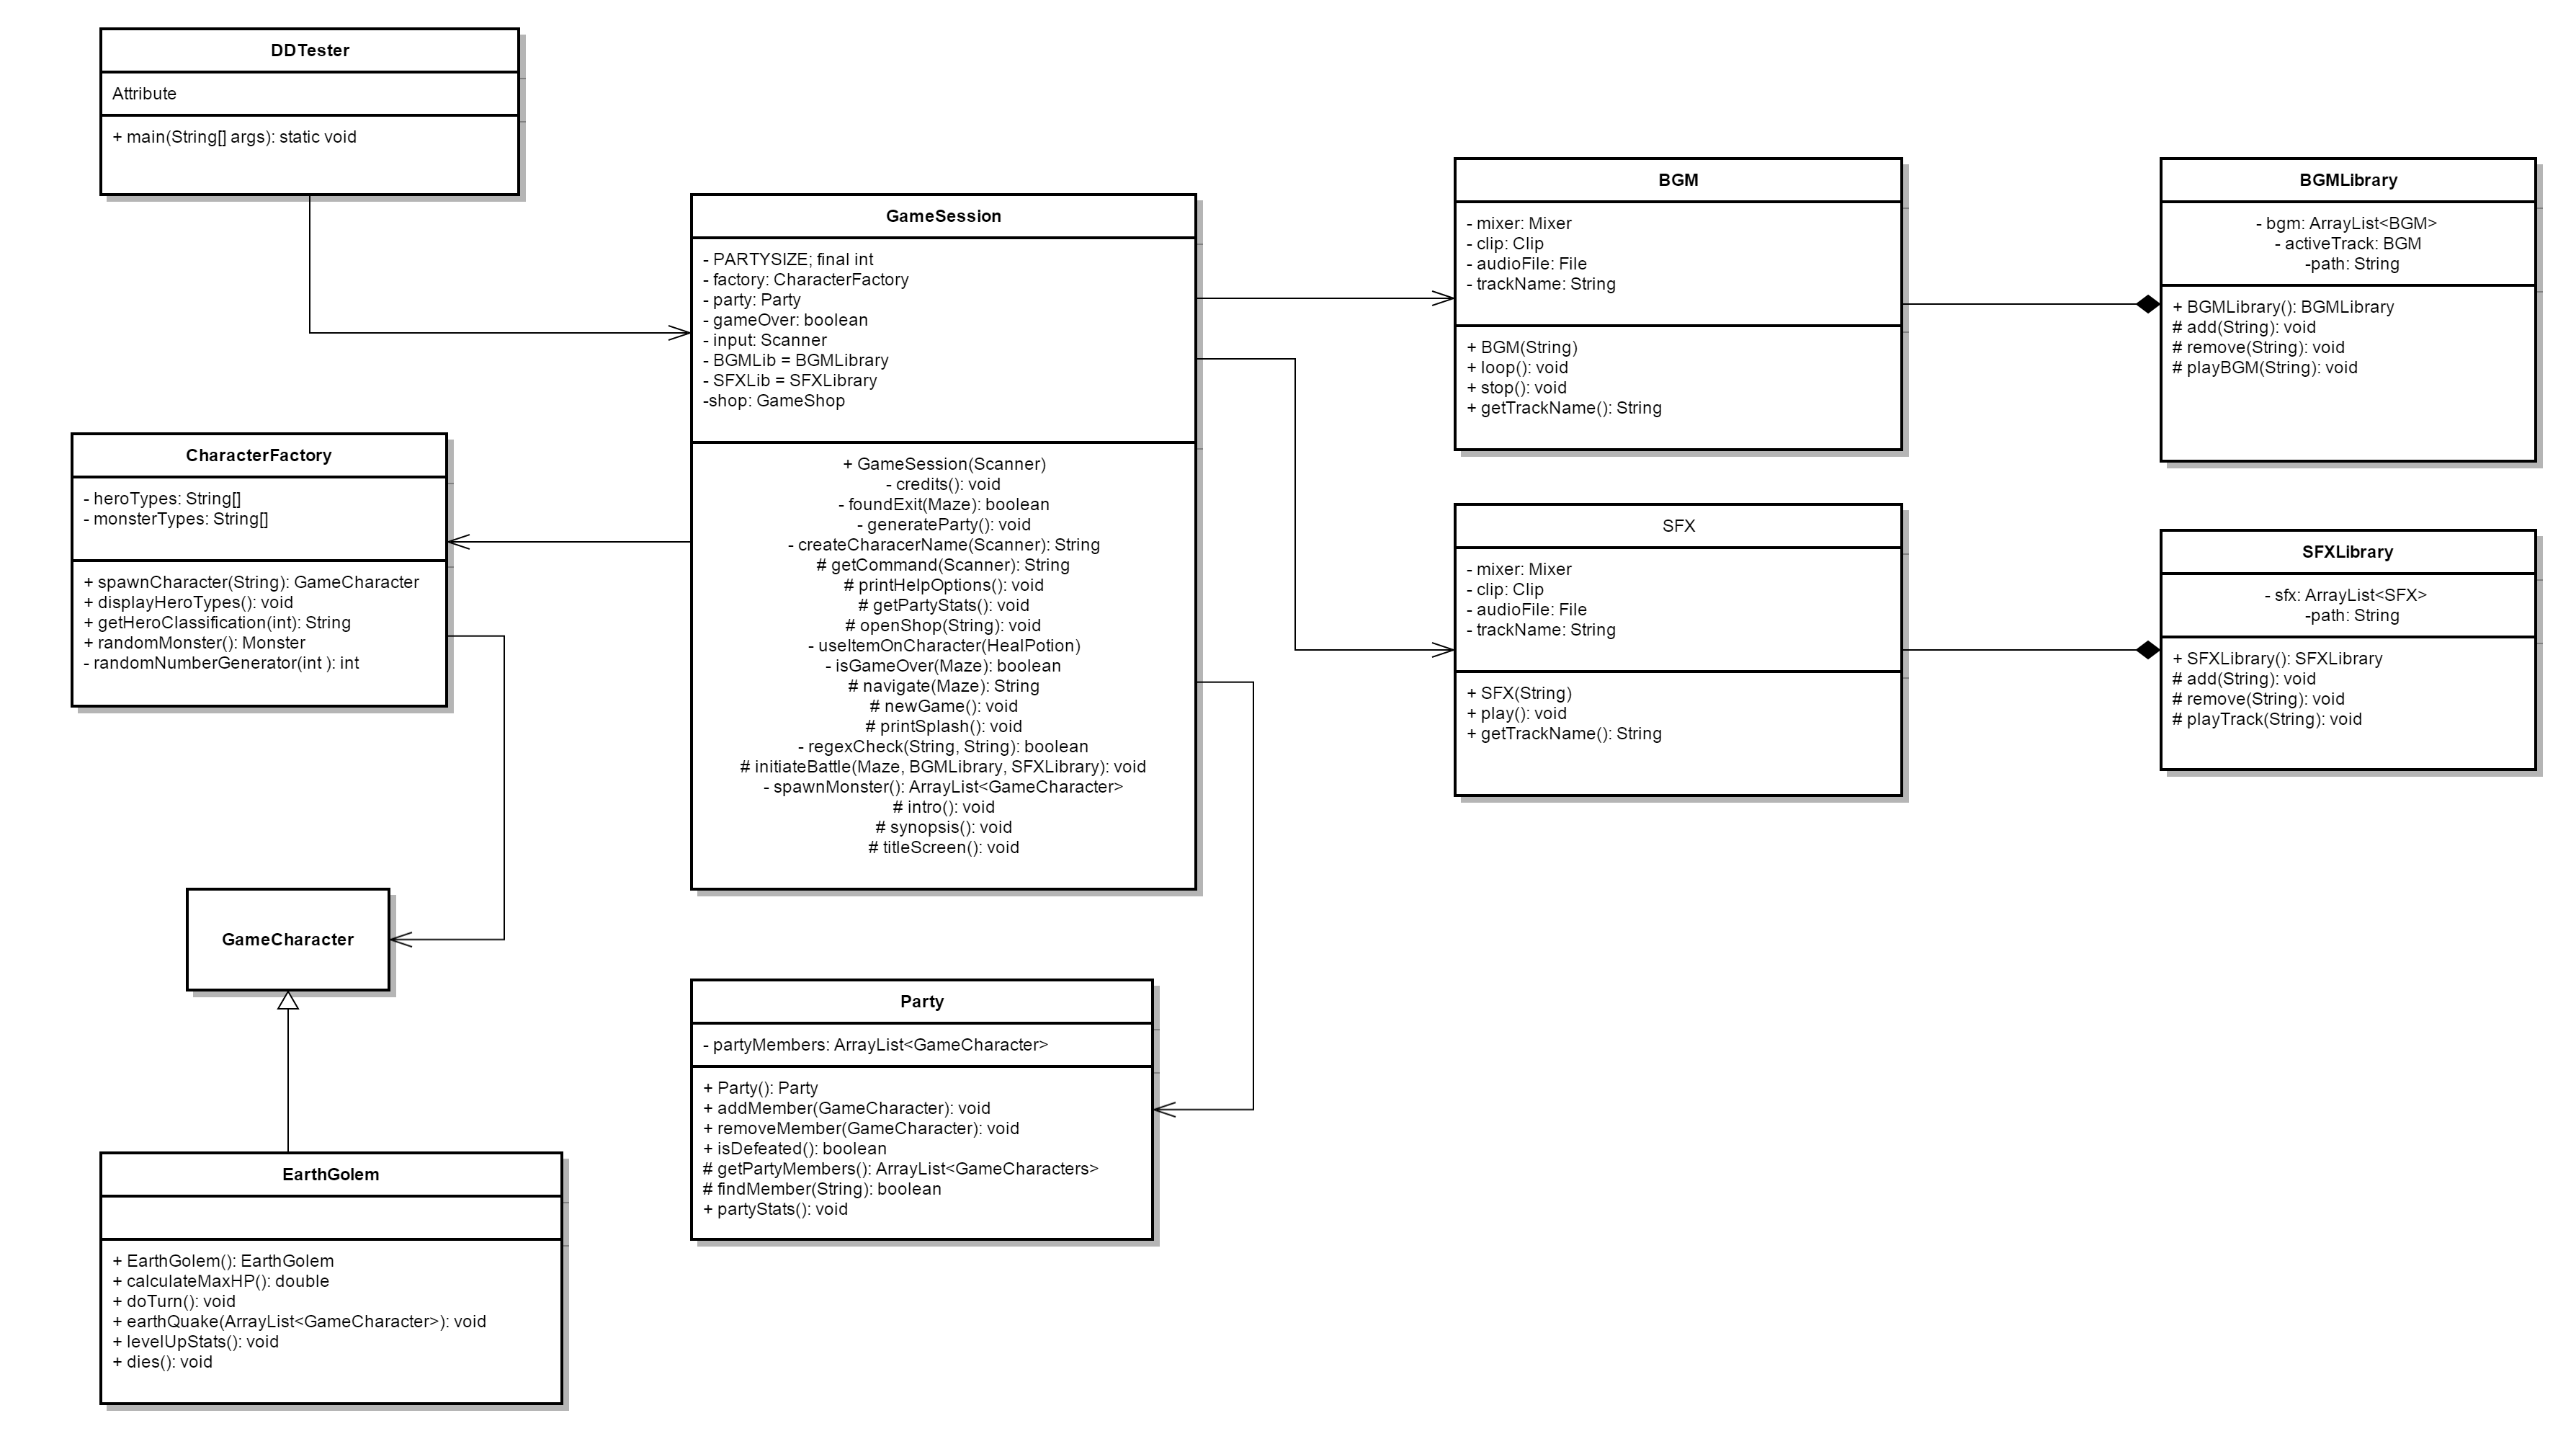 DDTester
Attribute
+ main(String[] args): static void
GameSession
- PARTYSIZE; final int
- factory: CharacterFactory
- party: Party
- gameOver: boolean
- input: Scanner
- BGMLib = BGMLibrary
- SFXLib = SFXLibrary
-shop: GameShop
+ GameSession(Scanner)
- credits(): void
- foundExit(Maze): boolean
- generateParty(): void
- createCharacerName(Scanner): String
# getCommand(Scanner): String
# printHelpOptions(): void
# getPartyStats(): void
# openShop(String): void
- useItemOnCharacter(HealPotion)
- isGameOver(Maze): boolean
# navigate(Maze): String
# newGame(): void
# printSplash(): void
- regexCheck(String, String): boolean
# initiateBattle(Maze, BGMLibrary, SFXLibrary): void
- spawnMonster(): ArrayList<GameCharacter>
# intro(): void
# synopsis(): void
# titleScreen(): void
BGM
- mixer: Mixer
- clip: Clip
- audioFile: File
- trackName: String
+ BGM(String)
+ loop(): void
+ stop(): void
+ getTrackName(): String
BGMLibrary
- bgm: ArrayList<BGM>
- activeTrack: BGM
-path: String
+ BGMLibrary(): BGMLibrary
# add(String): void
# remove(String): void
# playBGM(String): void
CharacterFactory
- heroTypes: String[]
- monsterTypes: String[]
+ spawnCharacter(String): GameCharacter
+ displayHeroTypes(): void
+ getHeroClassification(int): String
+ randomMonster(): Monster
- randomNumberGenerator(int ): int
SFX
- mixer: Mixer
- clip: Clip
- audioFile: File
- trackName: String
+ SFX(String)
+ play(): void
+ getTrackName(): String
SFXLibrary
- sfx: ArrayList<SFX>
-path: String
+ SFXLibrary(): SFXLibrary
# add(String): void
# remove(String): void
# playTrack(String): void
GameCharacter
Party
- partyMembers: ArrayList<GameCharacter>
+ Party(): Party
+ addMember(GameCharacter): void
+ removeMember(GameCharacter): void
+ isDefeated(): boolean
# getPartyMembers(): ArrayList<GameCharacters>
# findMember(String): boolean
+ partyStats(): void
EarthGolem
+ EarthGolem(): EarthGolem
+ calculateMaxHP(): double
+ doTurn(): void
+ earthQuake(ArrayList<GameCharacter>): void
+ levelUpStats(): void
+ dies(): void